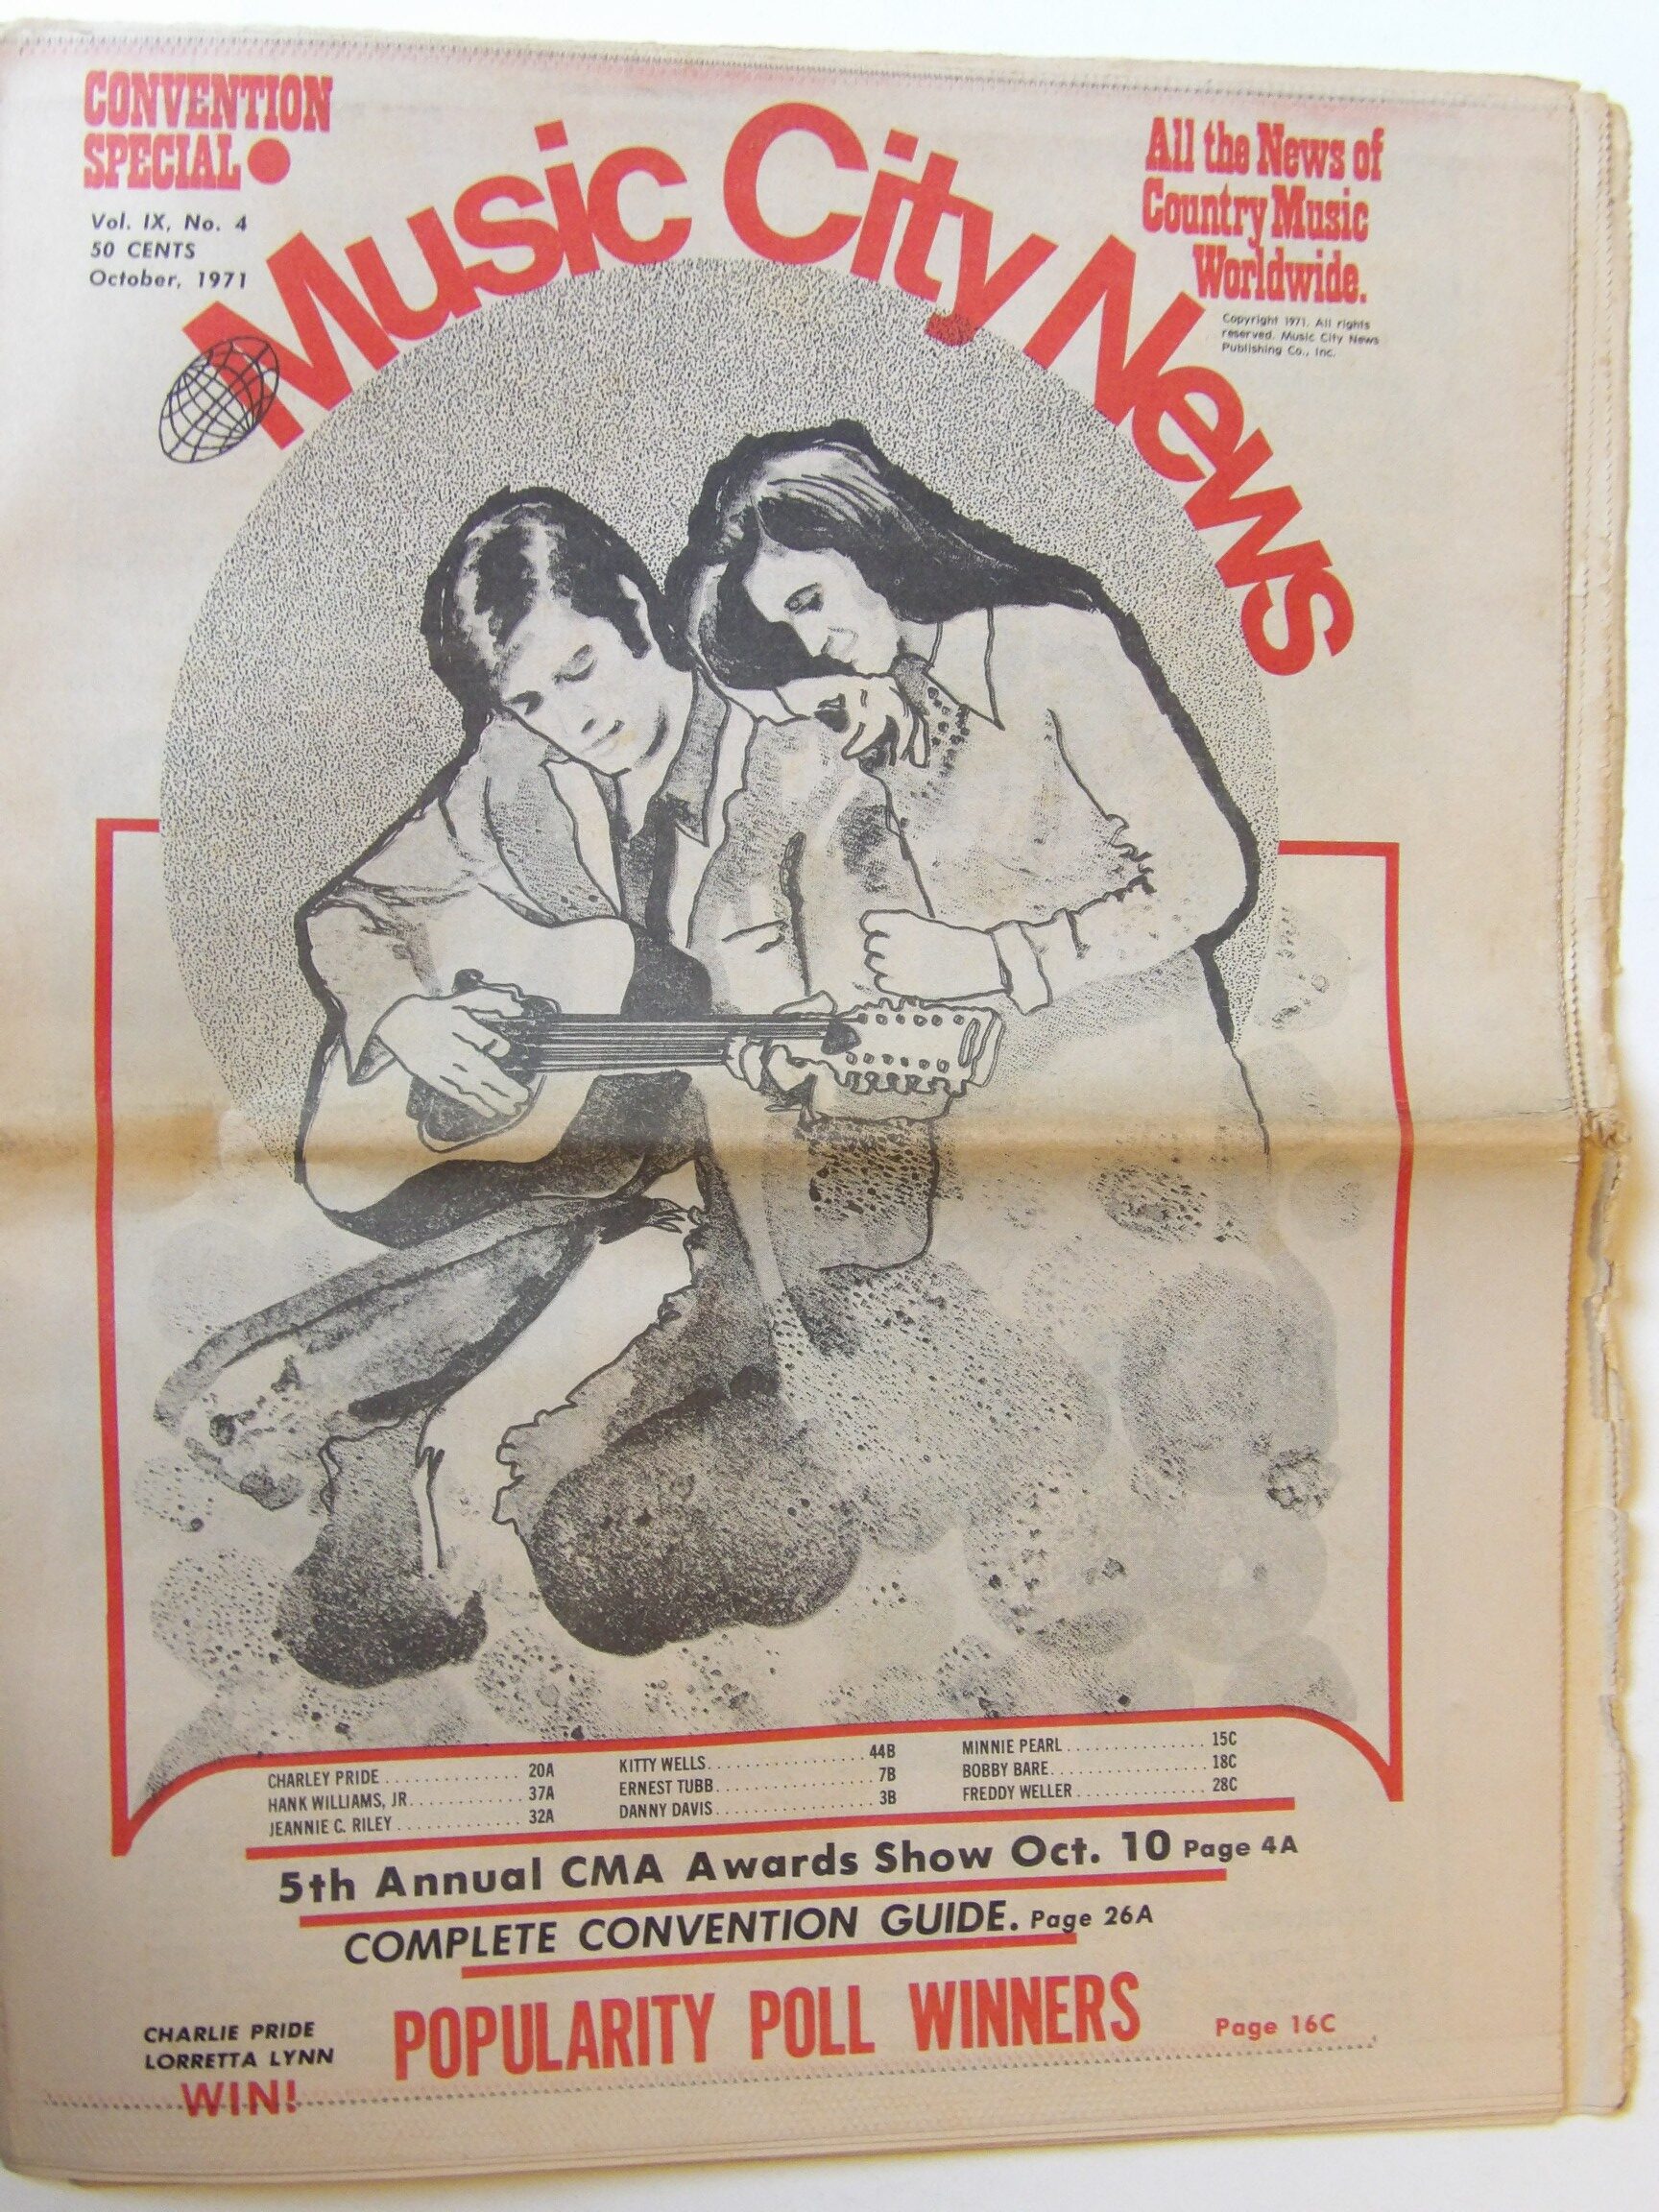 CONVENTION
SPECIAL●
Vol. IX, No. 4
50 CENTS
October, 1971
Music City News
All the News of
Country Music
Worldwide.
Copyright 1971. All rights
reserved. Music City News
Publishing Co., Inc.
CHARLEY PRIDE.............. 20A
HANK WILLIAMS, JR............ 37A
JEANNIE C. RILEY............. 32A
KITTY WELLS................ 44B
ERNEST TUBB................ 7B
DANNY DAVIS................ 3B
MINNIE PEARL.............. 15C
BOBBY BARE................ 18C
FREDDY WELLER............. 28C
5th Annual CMA Awards Show Oct. 10 Page 4A
COMPLETE CONVENTION GUIDE. Page 26A
CHARLIE PRIDE
LORRETTA LYNN
WIN!
POPULARITY POLL WINNERS
Page 16C